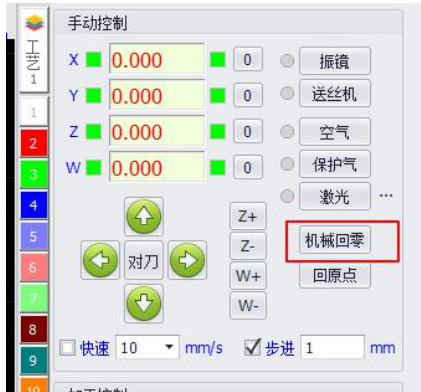 手动控制
工艺1
X 0.000 0 振镜
Y 0.000 0 送丝机
Z 0.000 0 空气
W 0.000 0 保护气
激光 ...
Z+
Z-
机械回零
对刀
W+
回原点
W-
快速 10 mm/s 步进 1 mm
1
2
3
4
5
6
7
8
9
10